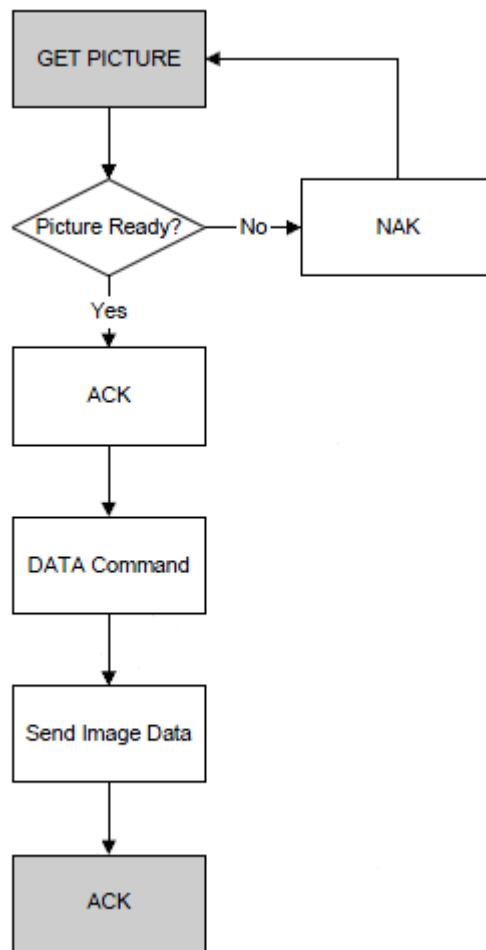 GET PICTURE
Picture Ready?
No
NAK
Yes
ACK
DATA Command
Send Image Data
ACK